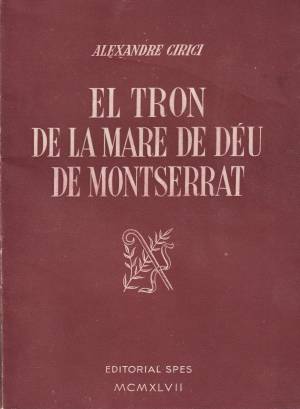 ALEXANDRE CIRICI
EL TRON
DE LA MARE DE DÉU
DE MONTSERRAT
EDITORIAL SPES
MCMXLVII